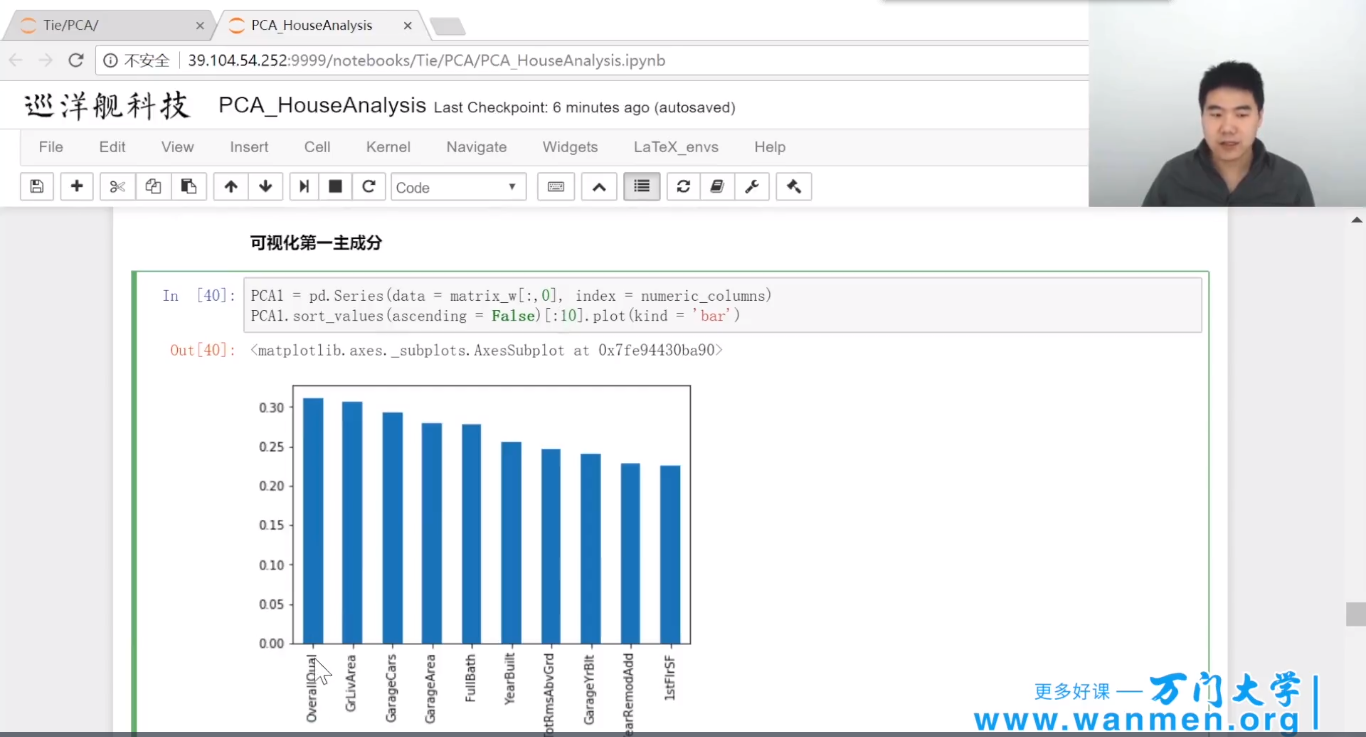 Tie/PCA/
PCA_HouseAnalysis
不安全
39.104.54.252:9999/notebooks/Tie/PCA/PCA_HouseAnalysis.ipynb
巡洋舰科技
PCA_HouseAnalysis Last Checkpoint: 6 minutes ago (autosaved)
File Edit View Insert Cell Kernel Navigate Widgets LaTeX_envs Help
Code
可视化第一主成分
In [40]:
PCA1 = pd.Series(data = matrix_w[:,0], index = numeric_columns)
PCA1.sort_values(ascending = False)[:10].plot(kind = 'bar')
Out[40]: <matplotlib.axes._subplots.AxesSubplot at 0x7fe94430ba90>
0.30
0.25
0.20
0.15
0.10
0.05
0.00
OverallQual
GrLivArea
GarageCars
GarageArea
FullBath
YearBuilt
otRmsAbvGrd
GarageYrBlt
earRemodAdd
1stFlrSF
更多好课 — 万门大学
www.wanmen.org